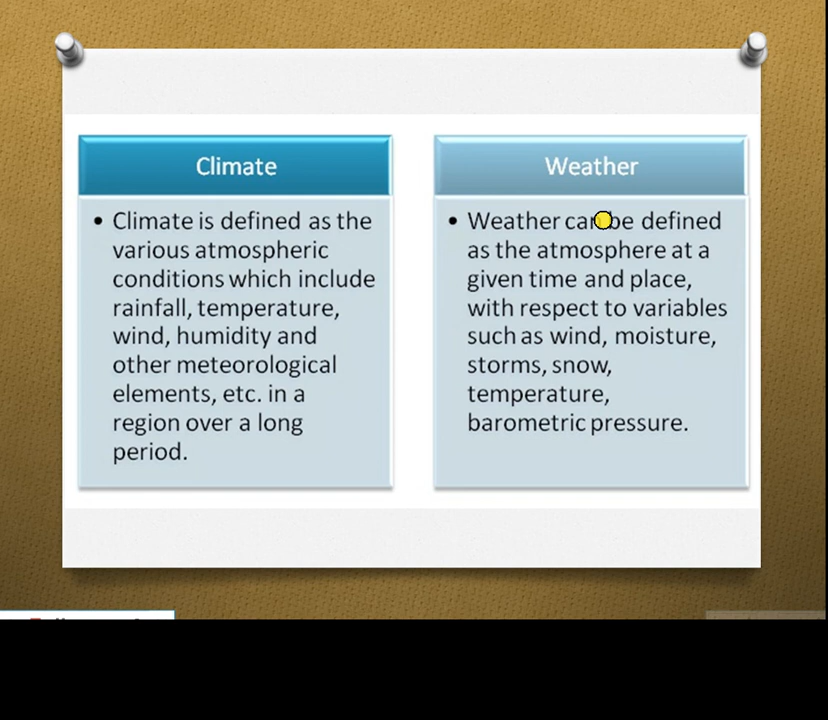 Climate
• Climate is defined as the
various atmospheric
conditions which include
rainfall, temperature,
wind, humidity and
other meteorological
elements, etc. in a
region over a long
period.
Weather
• Weather can be defined
as the atmosphere at a
given time and place,
with respect to variables
such as wind, moisture,
storms, snow,
temperature,
barometric pressure.